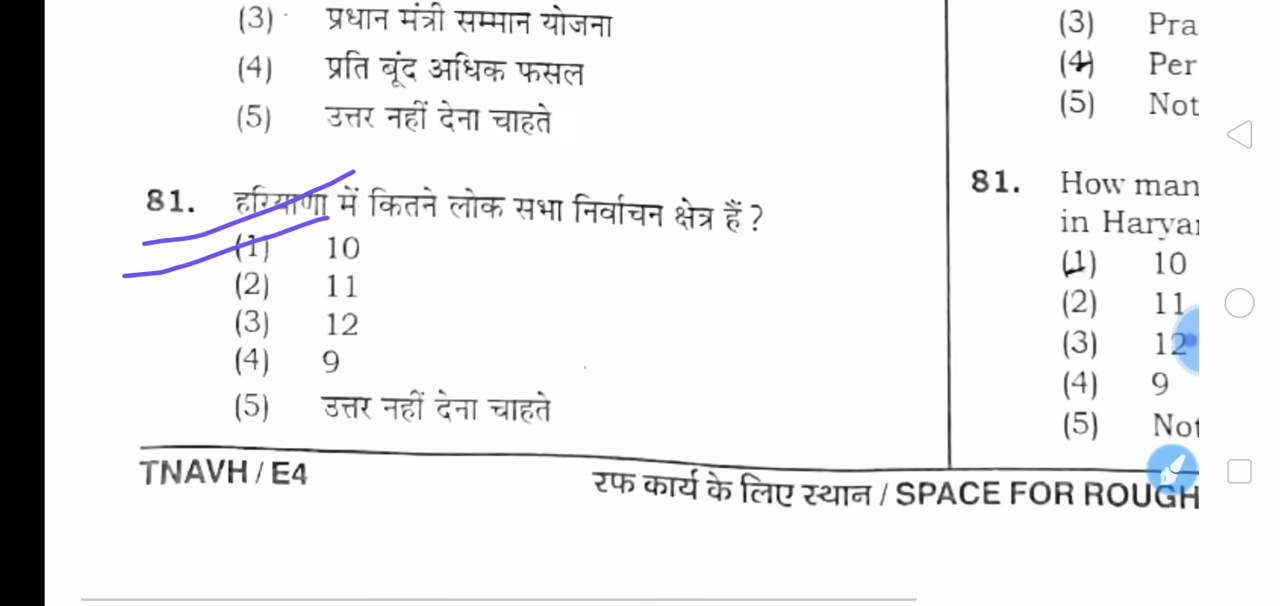 (3) प्रधान मंत्री सम्मान योजना
(4) प्रति बूंद अधिक फसल
(5) उत्तर नहीं देना चाहते
81. हरियाणा में कितने लोक सभा निर्वाचन क्षेत्र हैं ?
(1) 10
(2) 11
(3) 12
(4) 9
(5) उत्तर नहीं देना चाहते
(3) Pra
(4) Per
(5) Not
81. How man
in Harya
(1) 10
(2) 11
(3) 12
(4) 9
(5) Not
TNAVH / E4
रफ कार्य के लिए स्थान / SPACE FOR ROUGH